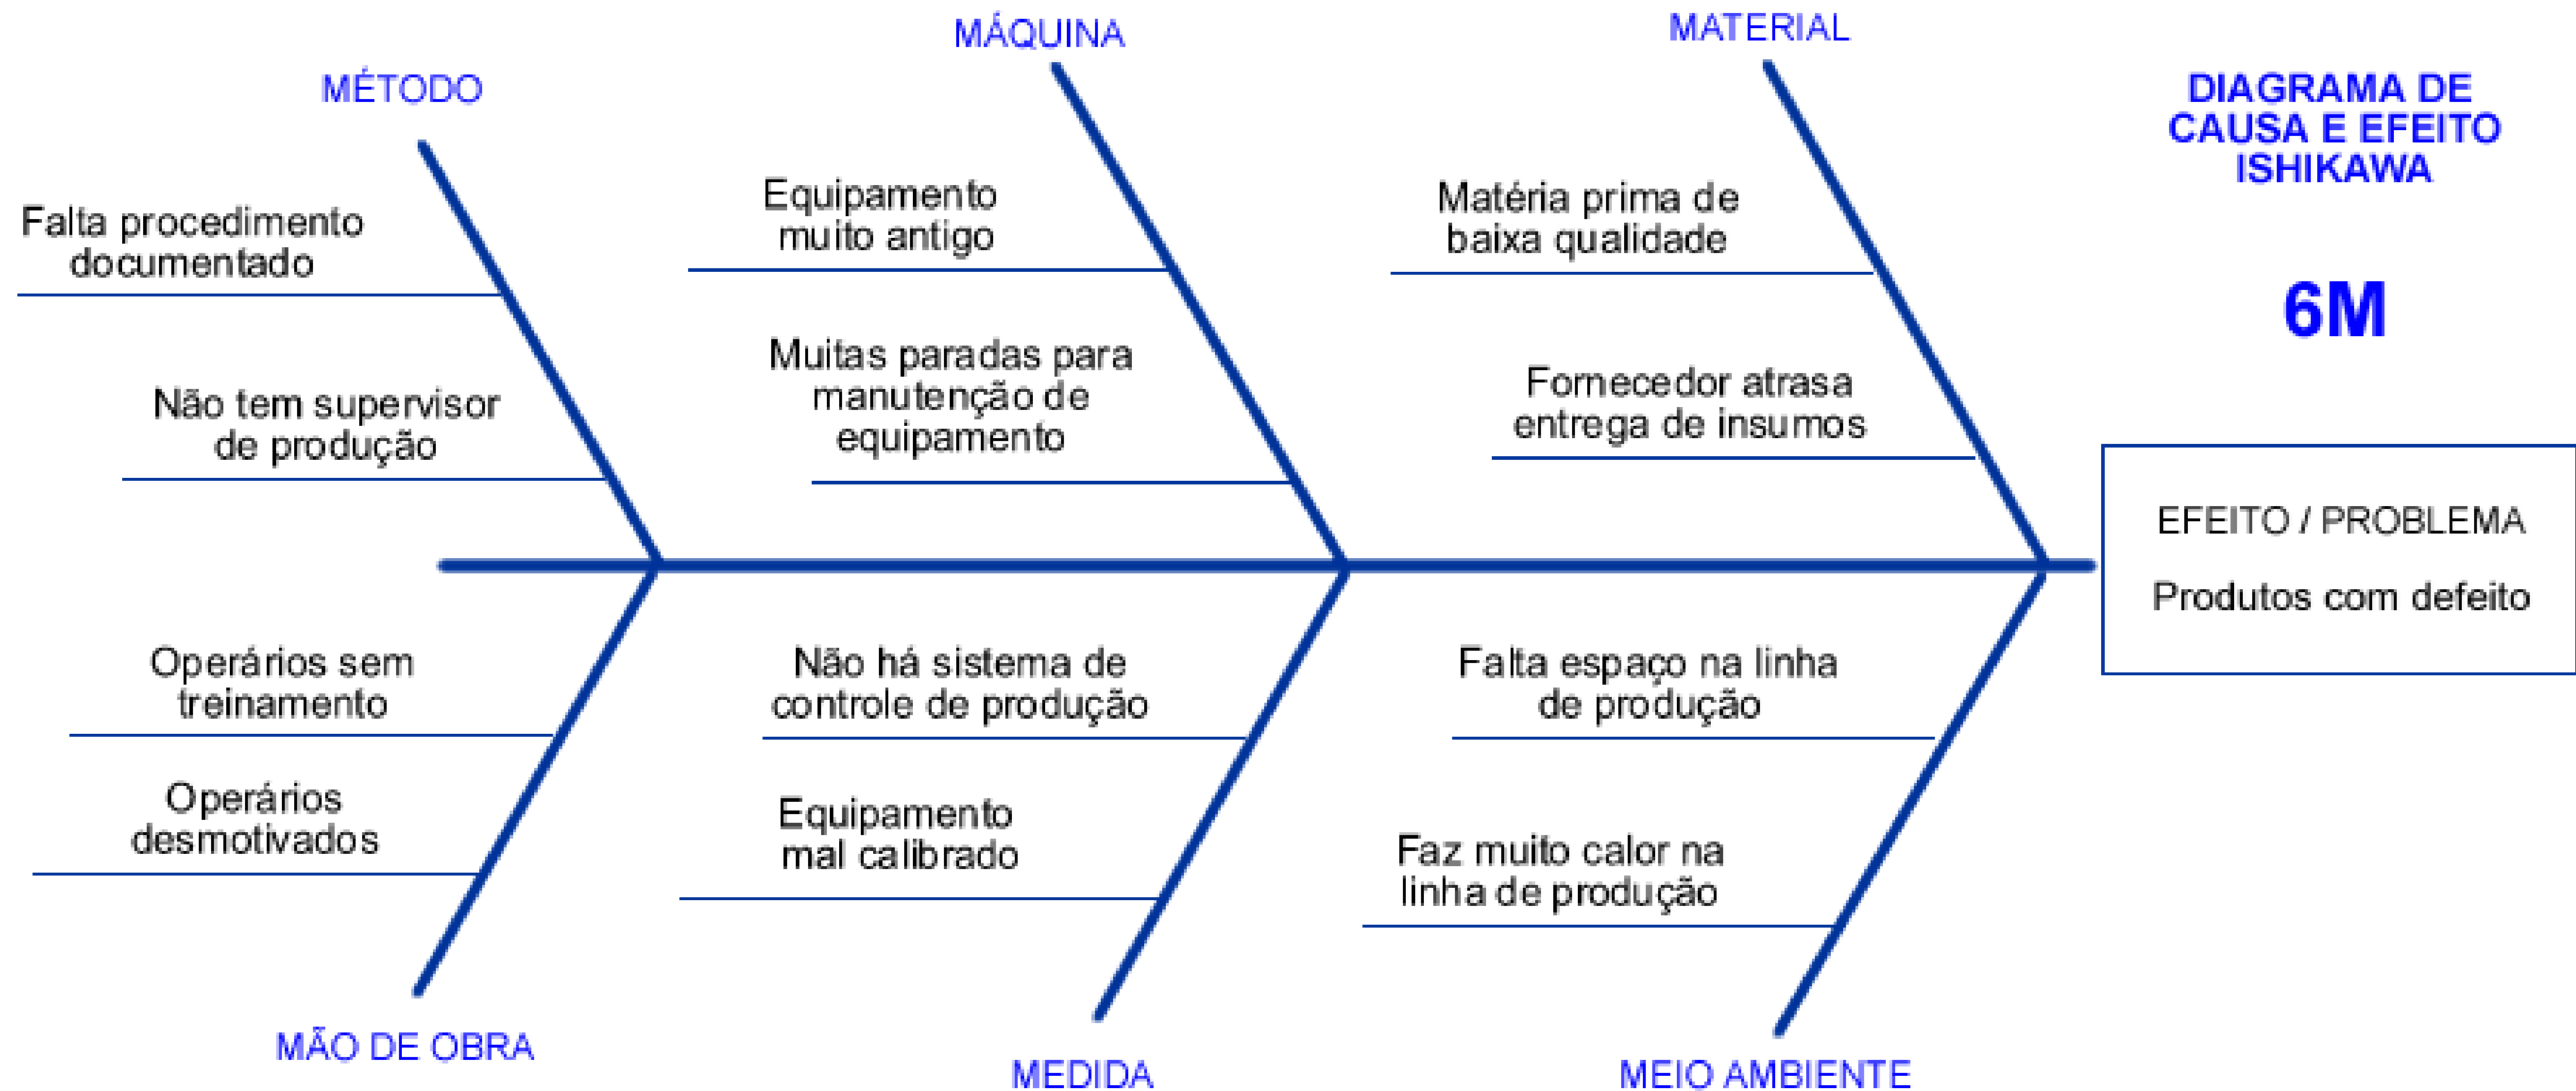 MÉTODO
Falta procedimento
documentado
Não tem supervisor
de produção
MÁQUINA
Equipamento
muito antigo
Muitas paradas para
manutenção de
equipamento
MATERIAL
Matéria prima de
baixa qualidade
Fornecedor atrasa
entrega de insumos
DIAGRAMA DE
CAUSA E EFEITO
ISHIKAWA
6M
EFEITO / PROBLEMA
Produtos com defeito
Operários sem
treinamento
Operários
desmotivados
MÃO DE OBRA
Não há sistema de
controle de produção
Equipamento
mal calibrado
MEDIDA
Falta espaço na linha
de produção
Faz muito calor na
linha de produção
MEIO AMBIENTE